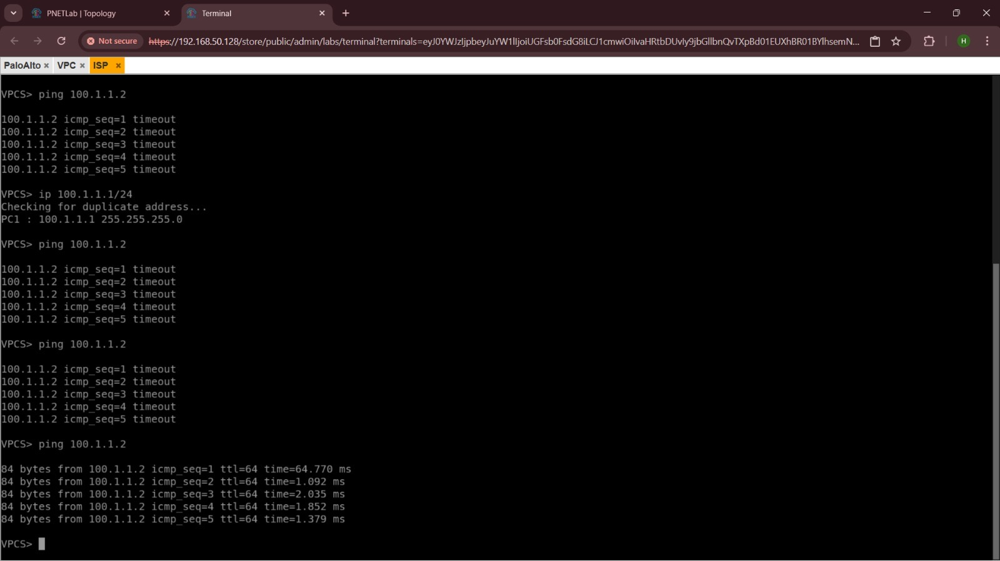 PNETLab | Topology
Terminal
Not secure
https://192.168.50.128/store/public/admin/labs/terminal?terminals=
H
PaloAlto × VPC × ISP ×
VPCS> ping 100.1.1.2
100.1.1.2 icmp_seq=1 timeout
100.1.1.2 icmp_seq=2 timeout
100.1.1.2 icmp_seq=3 timeout
100.1.1.2 icmp_seq=4 timeout
100.1.1.2 icmp_seq=5 timeout
VPCS> ip 100.1.1.1/24
Checking for duplicate address...
PC1 : 100.1.1.1 255.255.255.0
VPCS> ping 100.1.1.2
100.1.1.2 icmp_seq=1 timeout
100.1.1.2 icmp_seq=2 timeout
100.1.1.2 icmp_seq=3 timeout
100.1.1.2 icmp_seq=4 timeout
100.1.1.2 icmp_seq=5 timeout
VPCS> ping 100.1.1.2
100.1.1.2 icmp_seq=1 timeout
100.1.1.2 icmp_seq=2 timeout
100.1.1.2 icmp_seq=3 timeout
100.1.1.2 icmp_seq=4 timeout
100.1.1.2 icmp_seq=5 timeout
VPCS> ping 100.1.1.2
84 bytes from 100.1.1.2 icmp_seq=1 ttl=64 time=64.770 ms
84 bytes from 100.1.1.2 icmp_seq=2 ttl=64 time=1.092 ms
84 bytes from 100.1.1.2 icmp_seq=3 ttl=64 time=2.035 ms
84 bytes from 100.1.1.2 icmp_seq=4 ttl=64 time=1.852 ms
84 bytes from 100.1.1.2 icmp_seq=5 ttl=64 time=1.379 ms
VPCS>